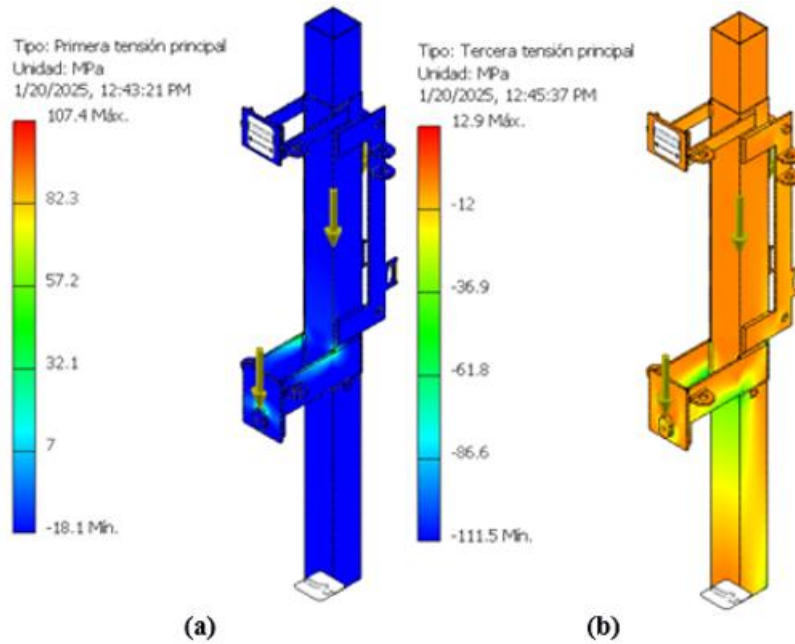 Tipo: Primera tensión principal
Unidad: MPa
1/20/2025, 12:43:21 PM
107.4 Máx.
82.3
57.2
32.1
7
-18.1 Mín.
(a)
Tipo: Tercera tensión principal
Unidad: MPa
1/20/2025, 12:45:37 PM
12.9 Máx.
-12
-36.9
-61.8
-86.6
-111.5 Mín.
(b)